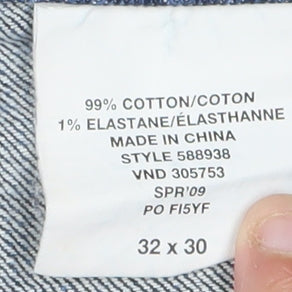 99% COTTON/COTON
1% ELASTANE/ÉLASTHANNE
MADE IN CHINA
STYLE 588938
VND 305753
SPR'09
PO FI5YF
32 x 30